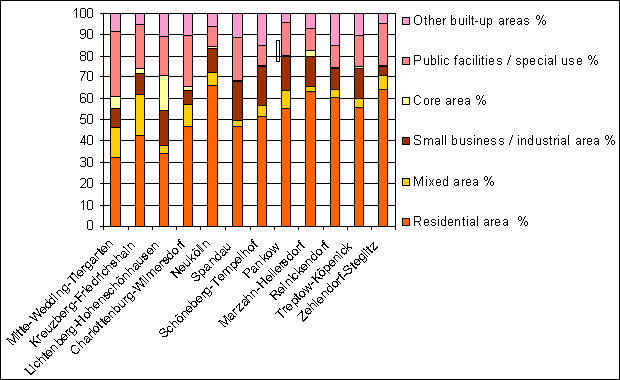 100
90
80
70
60
50
40
30
20
10
0
Mitte-Wedding-Tiergarten
Kreuzberg-Friedrichshain
Lichtenberg-Hohenschönhausen
Charlottenburg-Wilmersdorf
Neukölln
Spandau
Schöneberg-Tempelhof
Pankow
Marzahn-Hellersdorf
Reinickendorf
Treptow-Köpenick
Zehlendorf-Steglitz
Other built-up areas %
Public facilities / special use %
Core area %
Small business / industrial area %
Mixed area %
Residential area %